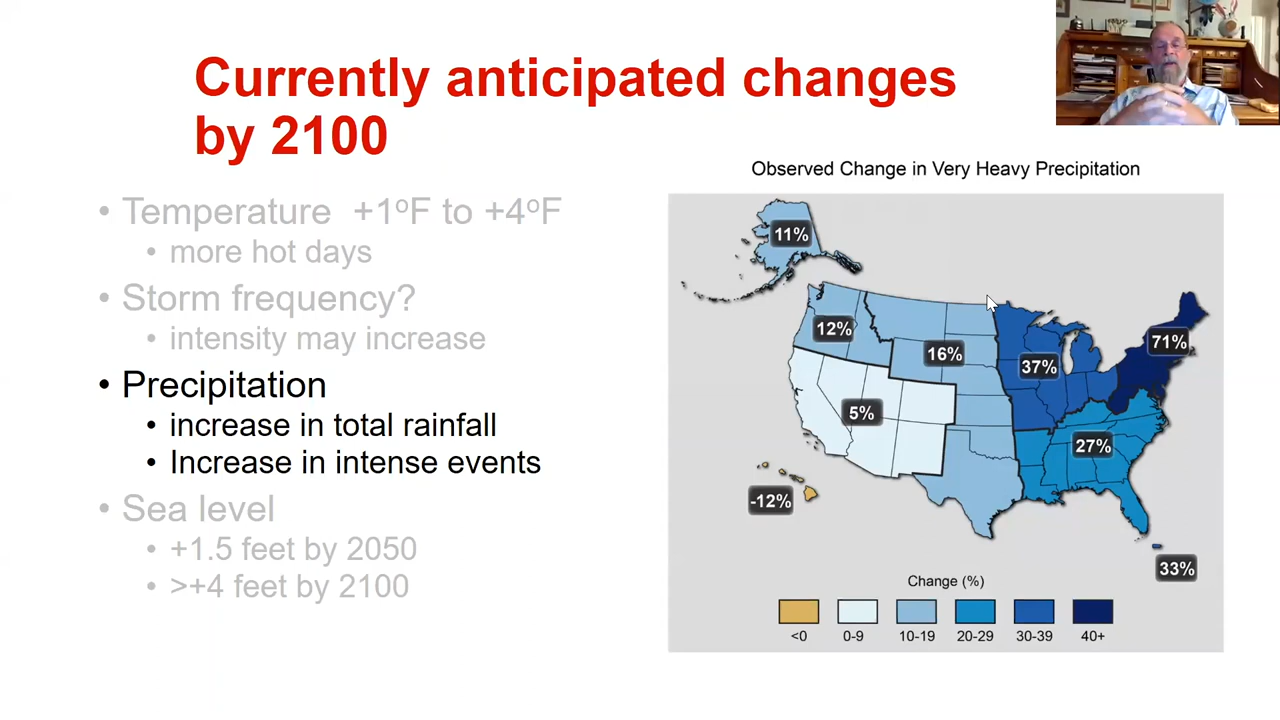 Currently anticipated changes
by 2100
• Temperature +1°F to +4°F
• more hot days
• Storm frequency?
• intensity may increase
• Precipitation
• increase in total rainfall
• Increase in intense events
• Sea level
• +1.5 feet by 2050
• >+4 feet by 2100
Observed Change in Very Heavy Precipitation
11%
12%
16%
37%
71%
5%
27%
-12%
33%
Change (%)
<0 0-9 10-19 20-29 30-39 40+